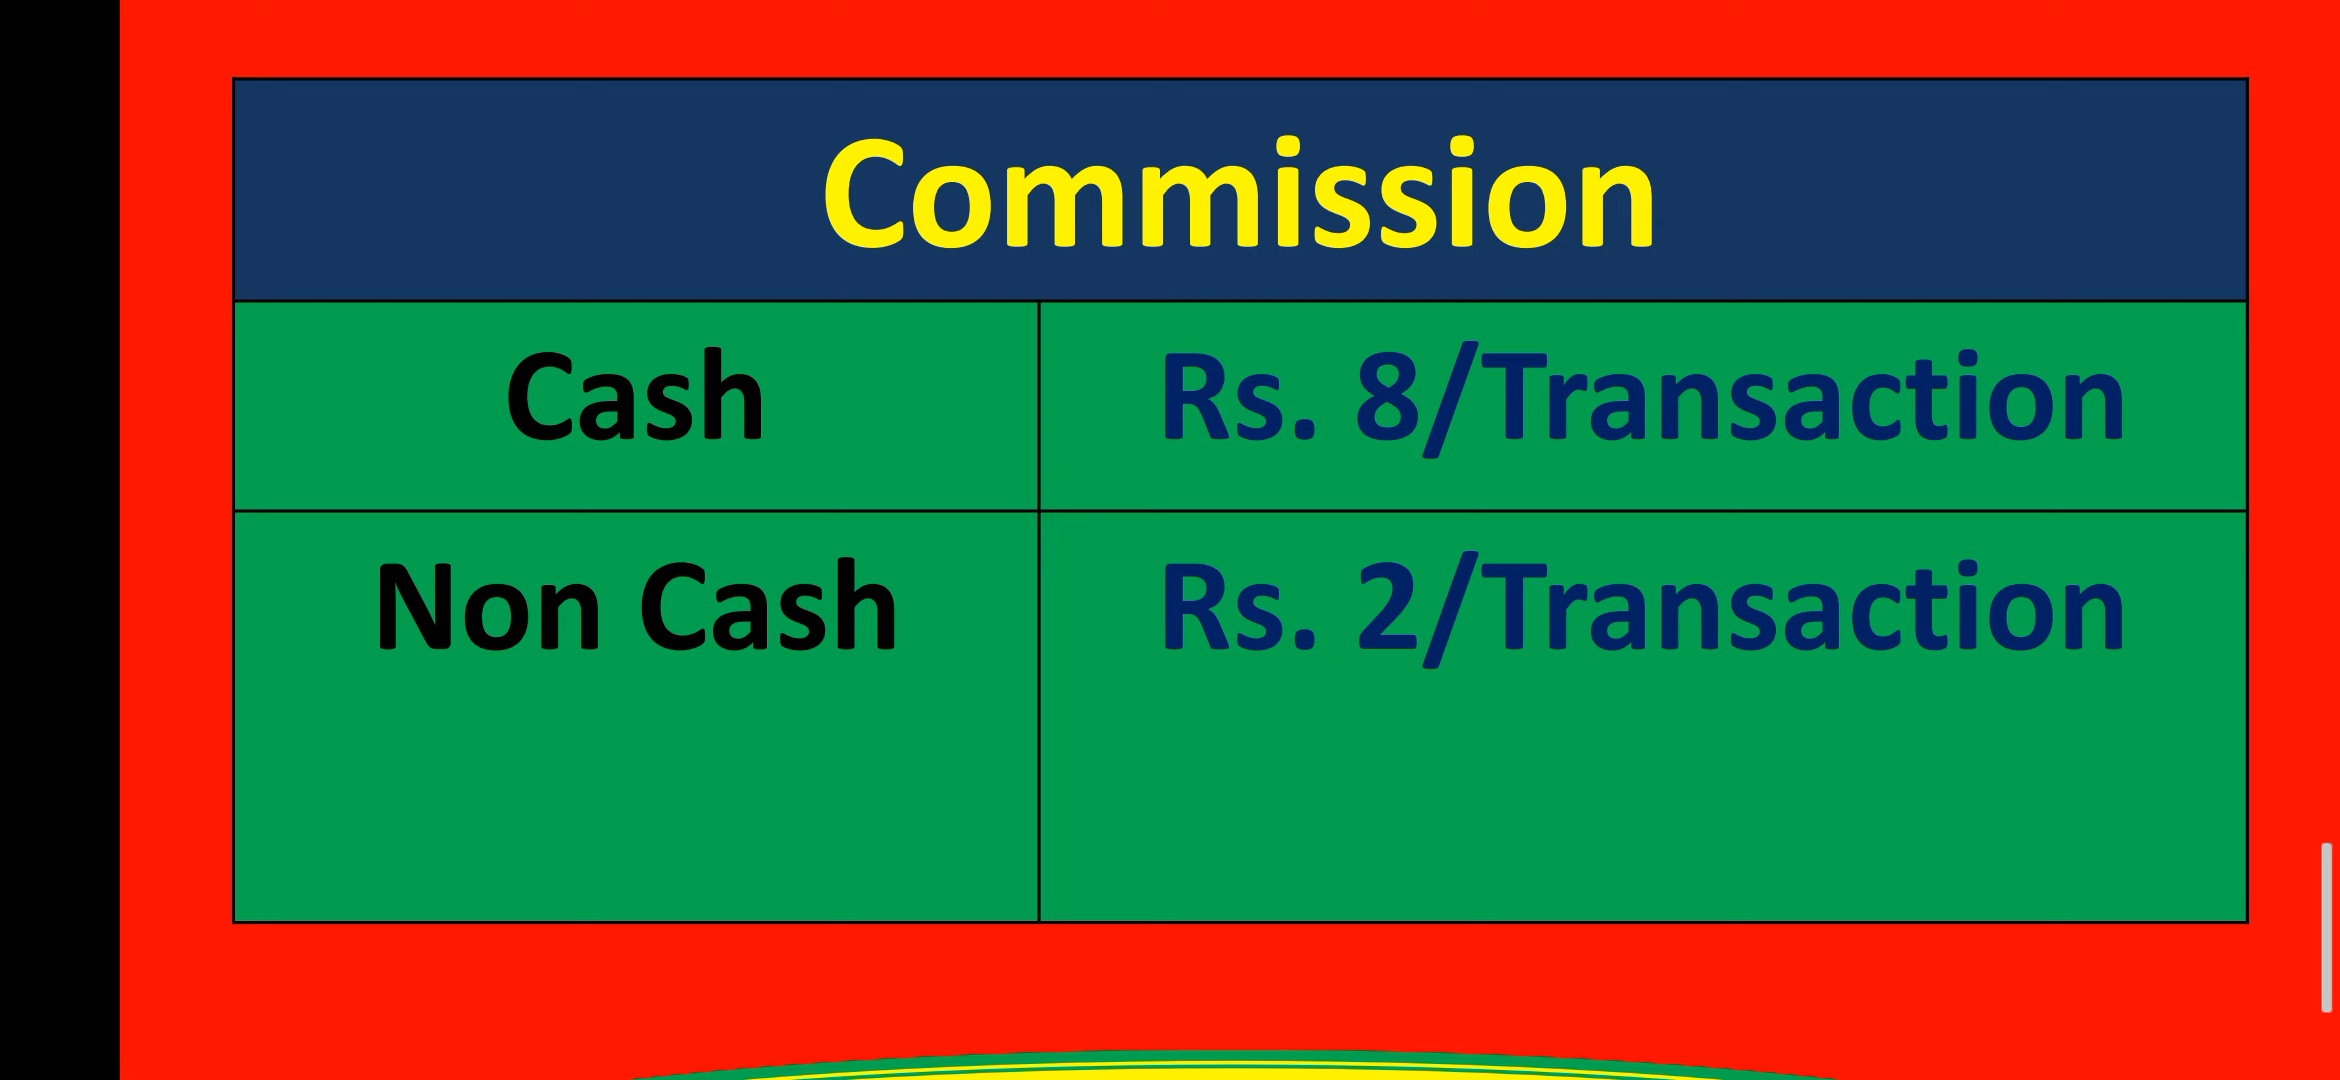 Commission
Cash Rs. 8/Transaction
Non Cash Rs. 2/Transaction